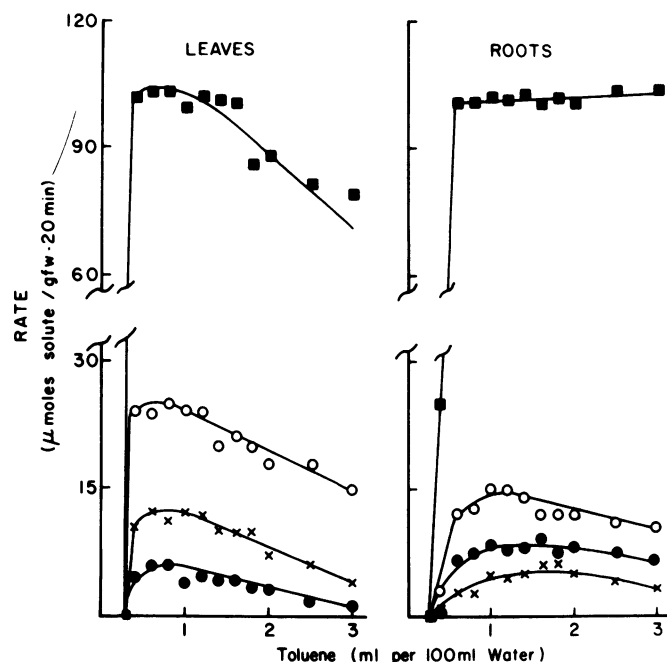 120
LEAVES
ROOTS
90
60
RATE
(μmoles solute / gfw · 20 min)
30
15
1 2 3
1 2 3
Toluene (ml per 100ml Water)